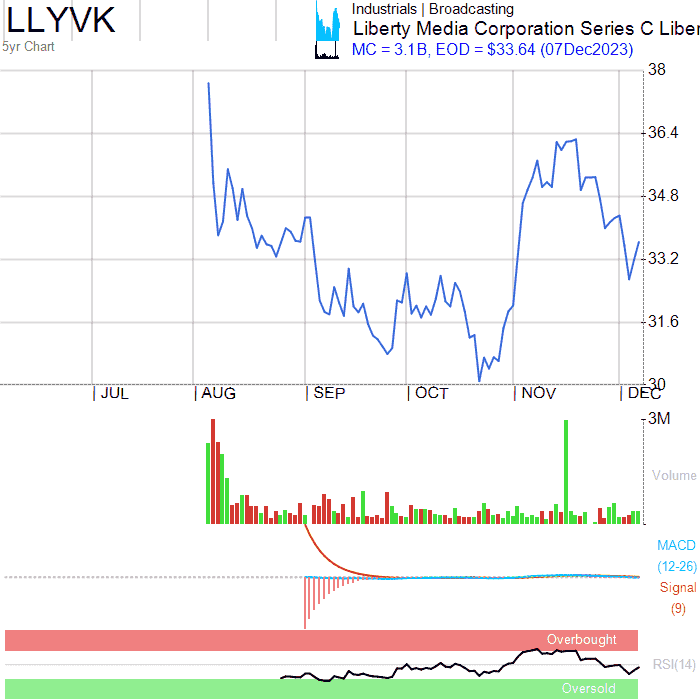 LLYVK
5yr Chart
Industrials | Broadcasting
Liberty Media Corporation Series C Liber
MC = 3.1B, EOD = $33.64 (07Dec2023)
38
36.4
34.8
33.2
31.6
30
JUL AUG SEP OCT NOV DEC
3M
Volume
MACD
(12-26)
Signal
(9)
Overbought
RSI(14)
Oversold